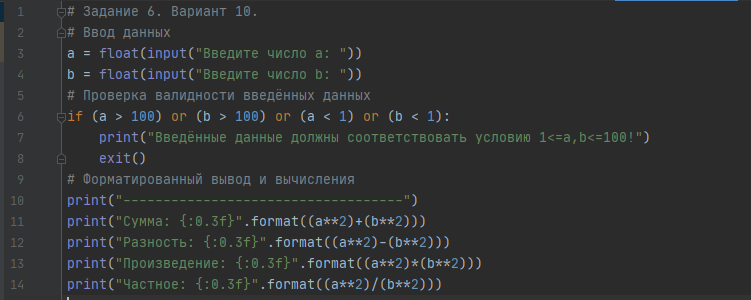 1 # Задание 6. Вариант 10.
2 # Ввод данных
3 a = float(input("Введите число a: "))
4 b = float(input("Введите число b: "))
5 # Проверка валидности введённых данных
6 if (a > 100) or (b > 100) or (a < 1) or (b < 1):
7     print("Введённые данные должны соответствовать условию 1<=a,b<=100!")
8     exit()
9 # Форматированный вывод и вычисления
10 print("-----------------------------------")
11 print("Сумма: {:0.3f}".format((a**2)+(b**2)))
12 print("Разность: {:0.3f}".format((a**2)-(b**2)))
13 print("Произведение: {:0.3f}".format((a**2)*(b**2)))
14 print("Частное: {:0.3f}".format((a**2)/(b**2)))